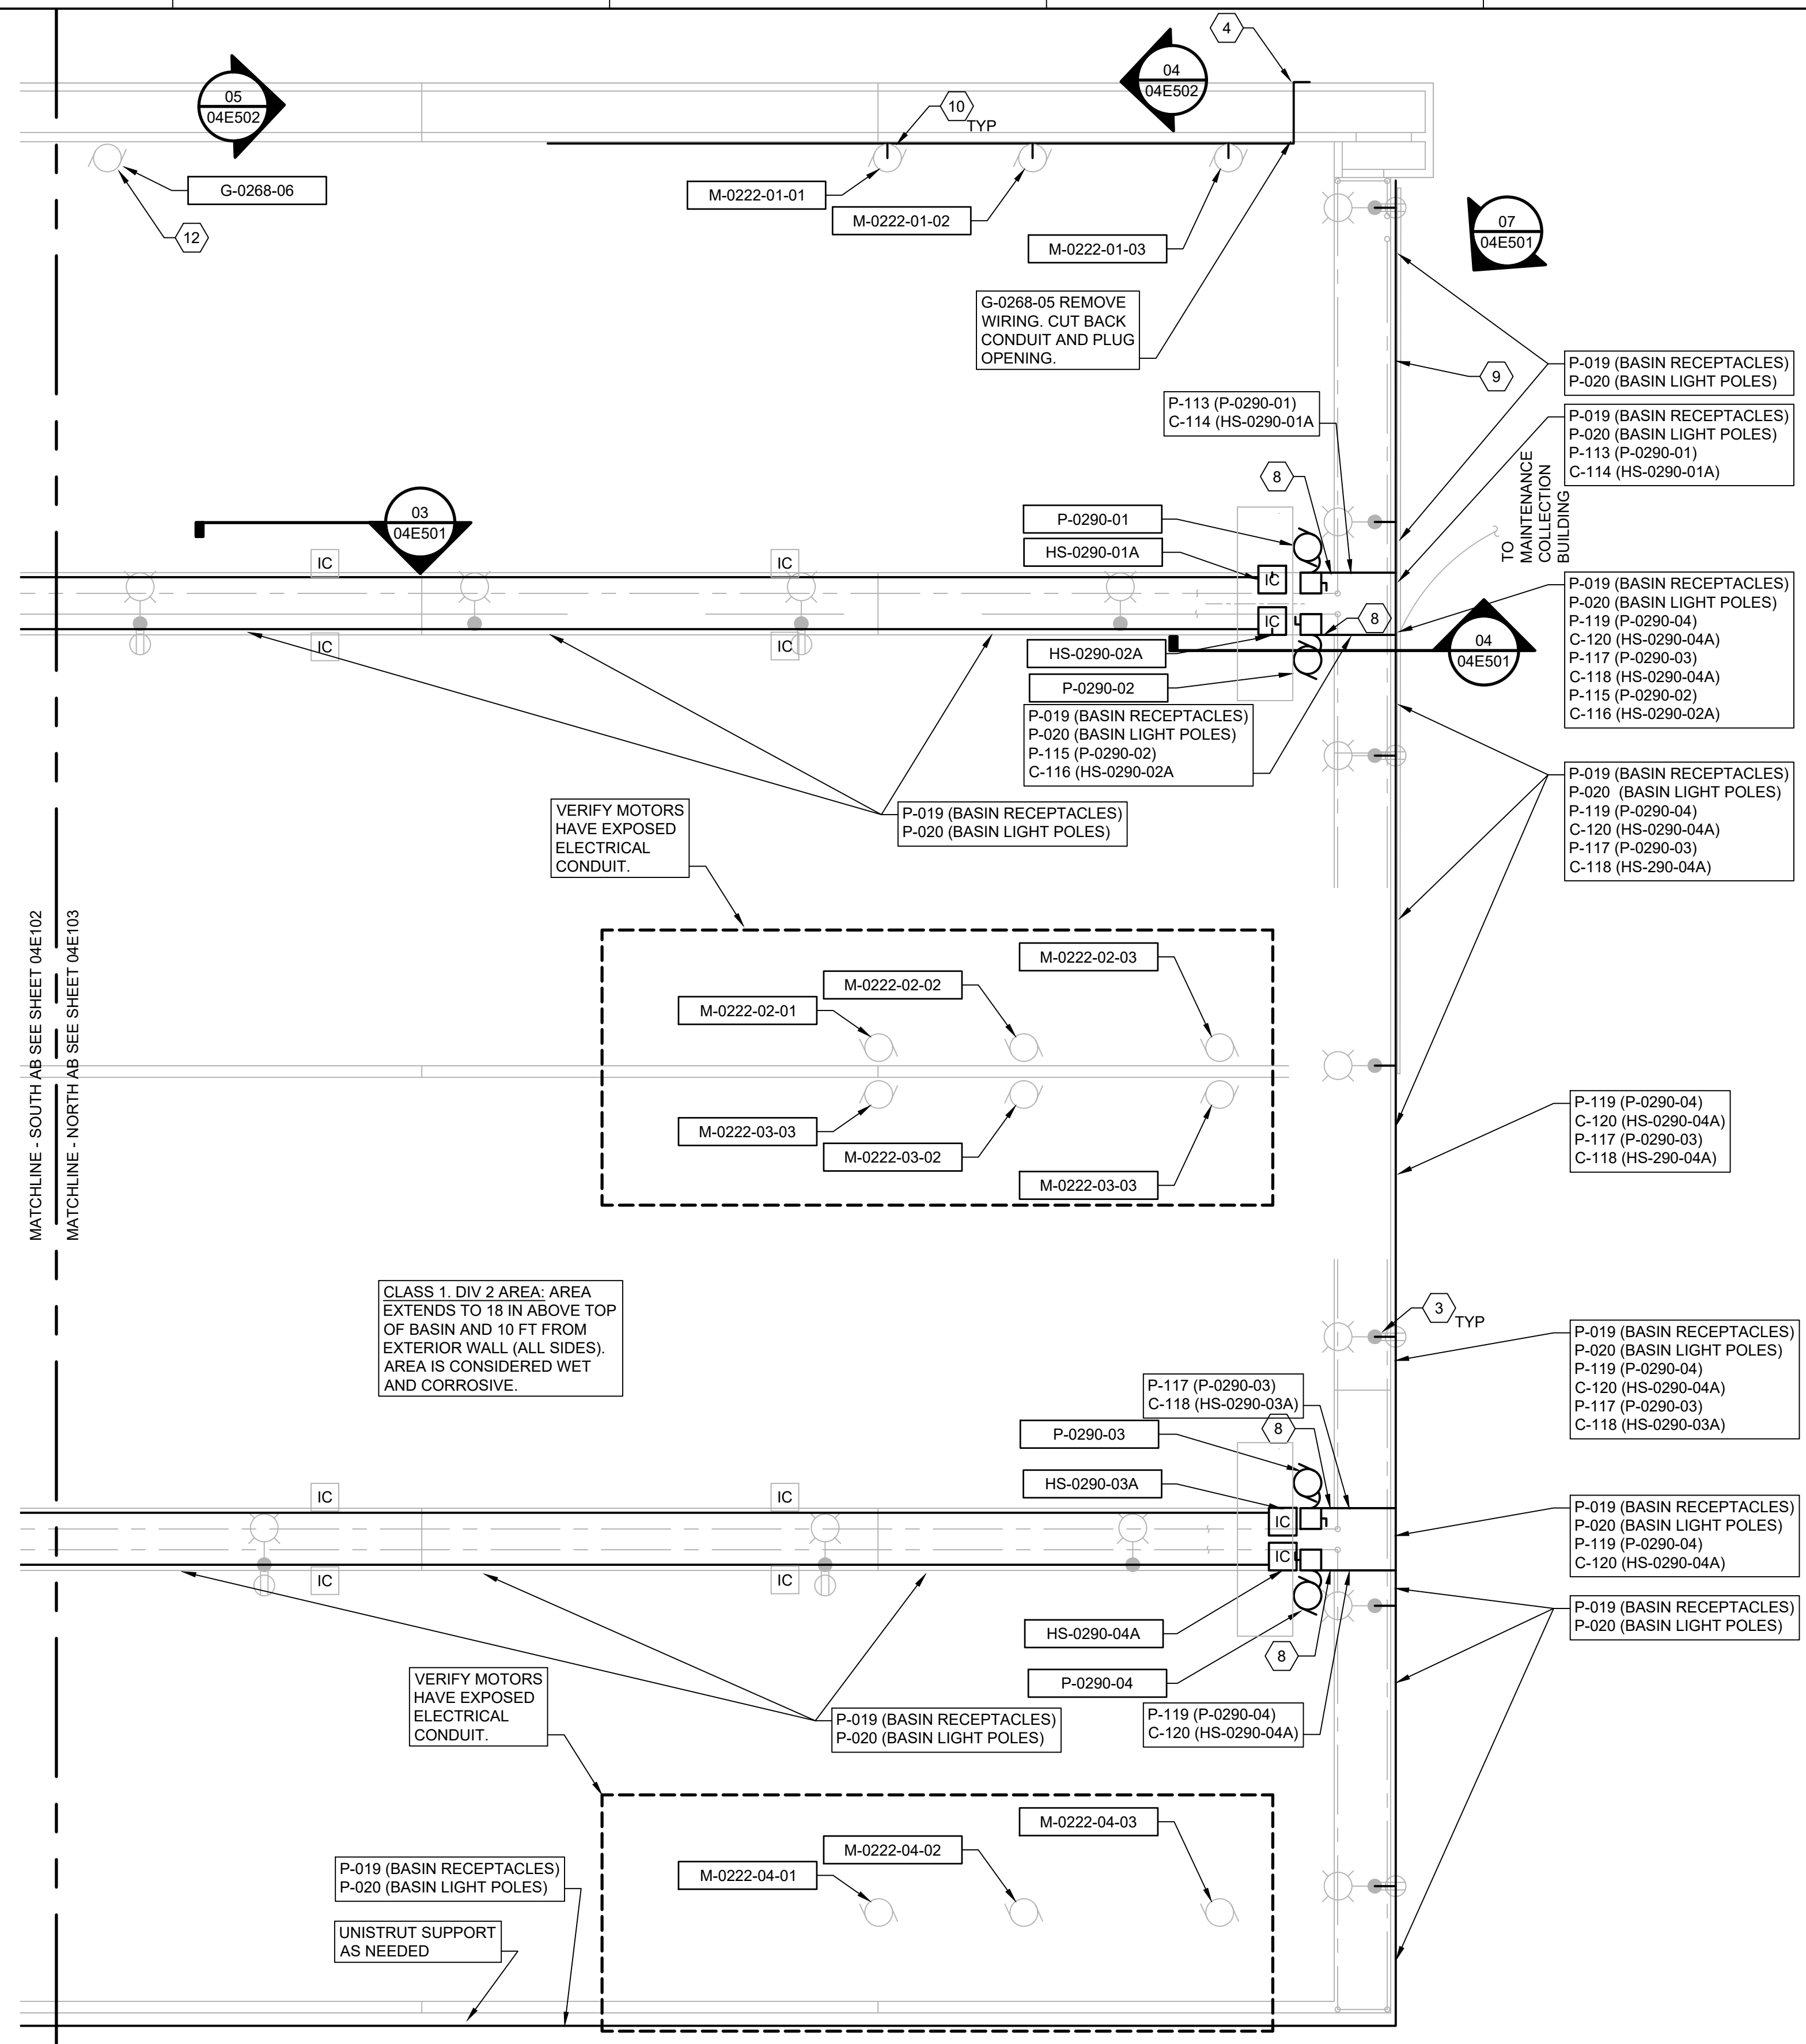 4
05
04E502
04
04E502
10
TYP
G-0268-06
12
M-0222-01-01
M-0222-01-02
M-0222-01-03
07
04E501
G-0268-05 REMOVE
WIRING. CUT BACK
CONDUIT AND PLUG
OPENING.
9
P-019 (BASIN RECEPTACLES)
P-020 (BASIN LIGHT POLES)
P-113 (P-0290-01)
C-114 (HS-0290-01A
P-019 (BASIN RECEPTACLES)
P-020 (BASIN LIGHT POLES)
P-113 (P-0290-01)
C-114 (HS-0290-01A)
TO
MAINTENANCE
COLLECTION
BUILDING
8
03
04E501
P-0290-01
HS-0290-01A
IC
IC
IC
IC
IC
IC
8
HS-0290-02A
P-0290-02
04
04E501
P-019 (BASIN RECEPTACLES)
P-020 (BASIN LIGHT POLES)
P-119 (P-0290-04)
C-120 (HS-0290-04A)
P-117 (P-0290-03)
C-118 (HS-0290-04A)
P-115 (P-0290-02)
C-116 (HS-0290-02A)
P-019 (BASIN RECEPTACLES)
P-020 (BASIN LIGHT POLES)
P-115 (P-0290-02)
C-116 (HS-0290-02A
P-019 (BASIN RECEPTACLES)
P-020 (BASIN LIGHT POLES)
P-119 (P-0290-04)
C-120 (HS-0290-04A)
P-117 (P-0290-03)
C-118 (HS-290-04A)
VERIFY MOTORS
HAVE EXPOSED
ELECTRICAL
CONDUIT.
P-019 (BASIN RECEPTACLES)
P-020 (BASIN LIGHT POLES)
MATCHLINE - SOUTH AB SEE SHEET 04E102
MATCHLINE - NORTH AB SEE SHEET 04E103
M-0222-02-03
M-0222-02-02
M-0222-02-01
M-0222-03-03
M-0222-03-02
M-0222-03-03
P-119 (P-0290-04)
C-120 (HS-0290-04A)
P-117 (P-0290-03)
C-118 (HS-290-04A)
CLASS 1. DIV 2 AREA: AREA
EXTENDS TO 18 IN ABOVE TOP
OF BASIN AND 10 FT FROM
EXTERIOR WALL (ALL SIDES).
AREA IS CONSIDERED WET
AND CORROSIVE.
3
TYP
P-019 (BASIN RECEPTACLES)
P-020 (BASIN LIGHT POLES)
P-119 (P-0290-04)
C-120 (HS-0290-04A)
P-117 (P-0290-03)
C-118 (HS-0290-03A)
P-117 (P-0290-03)
C-118 (HS-0290-03A)
8
P-0290-03
HS-0290-03A
IC
IC
IC
IC
IC
IC
P-019 (BASIN RECEPTACLES)
P-020 (BASIN LIGHT POLES)
P-119 (P-0290-04)
C-120 (HS-0290-04A)
P-019 (BASIN RECEPTACLES)
P-020 (BASIN LIGHT POLES)
HS-0290-04A
8
P-0290-04
VERIFY MOTORS
HAVE EXPOSED
ELECTRICAL
CONDUIT.
P-019 (BASIN RECEPTACLES)
P-020 (BASIN LIGHT POLES)
P-119 (P-0290-04)
C-120 (HS-0290-04A)
M-0222-04-03
M-0222-04-02
M-0222-04-01
P-019 (BASIN RECEPTACLES)
P-020 (BASIN LIGHT POLES)
UNISTRUT SUPPORT
AS NEEDED